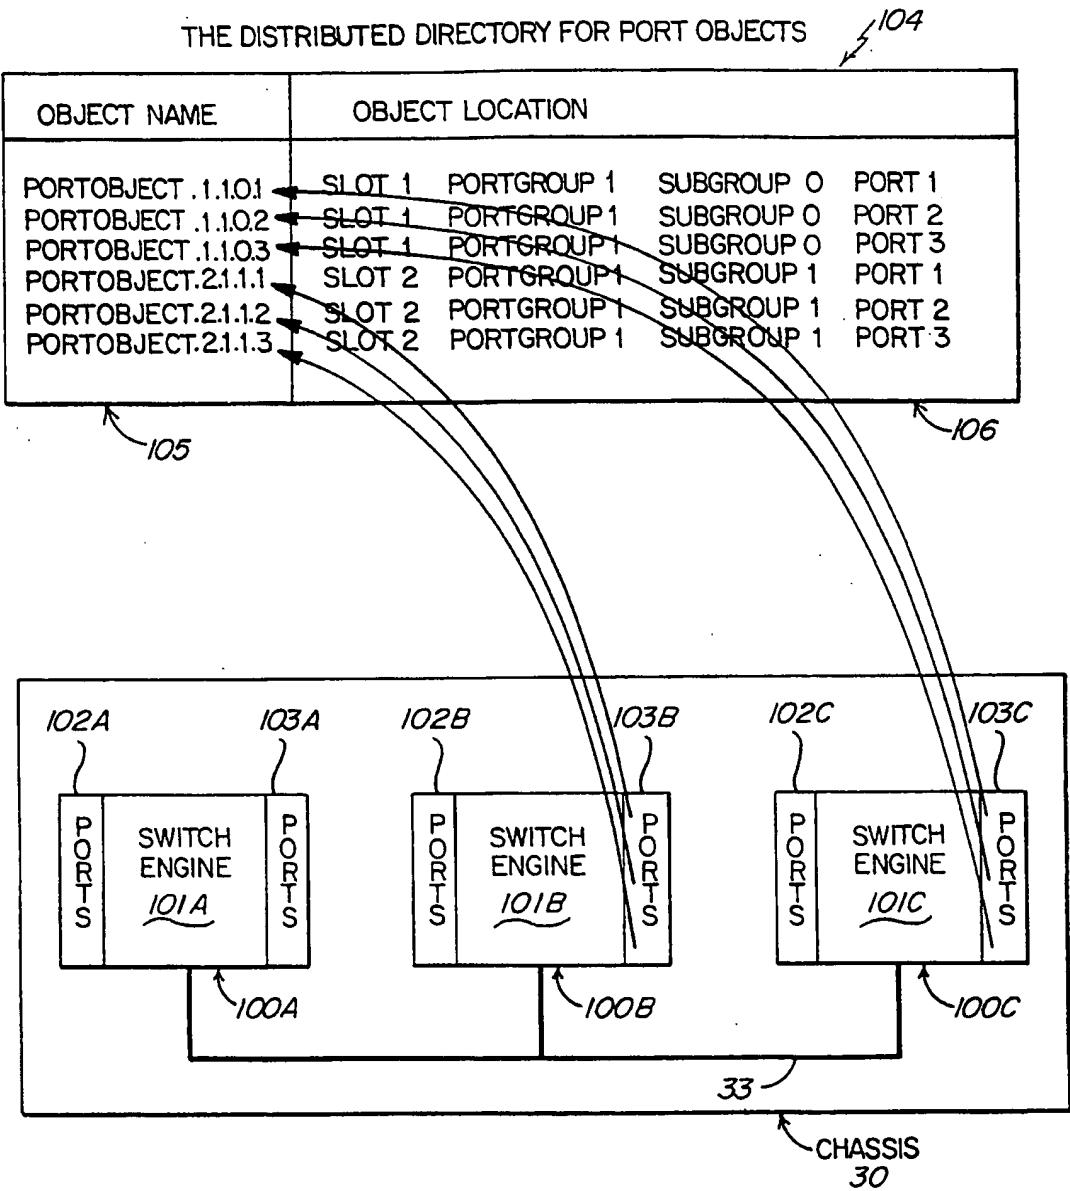 THE DISTRIBUTED DIRECTORY FOR PORT OBJECTS
104
OBJECT NAME OBJECT LOCATION
PORTOBJECT .1.1.0.1 SLOT 1 PORTGROUP 1 SUBGROUP 0 PORT 1
PORTOBJECT .1.1.0.2 SLOT 1 PORTGROUP 1 SUBGROUP 0 PORT 2
PORTOBJECT .1.1.0.3 SLOT 1 PORTGROUP 1 SUBGROUP 0 PORT 3
PORTOBJECT.2.1.1.1 SLOT 2 PORTGROUP 1 SUBGROUP 1 PORT 1
PORTOBJECT.2.1.1.2 SLOT 2 PORTGROUP 1 SUBGROUP 1 PORT 2
PORTOBJECT.2.1.1.3 SLOT 2 PORTGROUP 1 SUBGROUP 1 PORT 3
105 106
102A 103A 102B 103B 102C 103C
PORTS
SWITCH
ENGINE
101A
PORTS
PORTS
SWITCH
ENGINE
101B
PORTS
PORTS
SWITCH
ENGINE
101C
PORTS
100A 100B 100C
33
CHASSIS
30